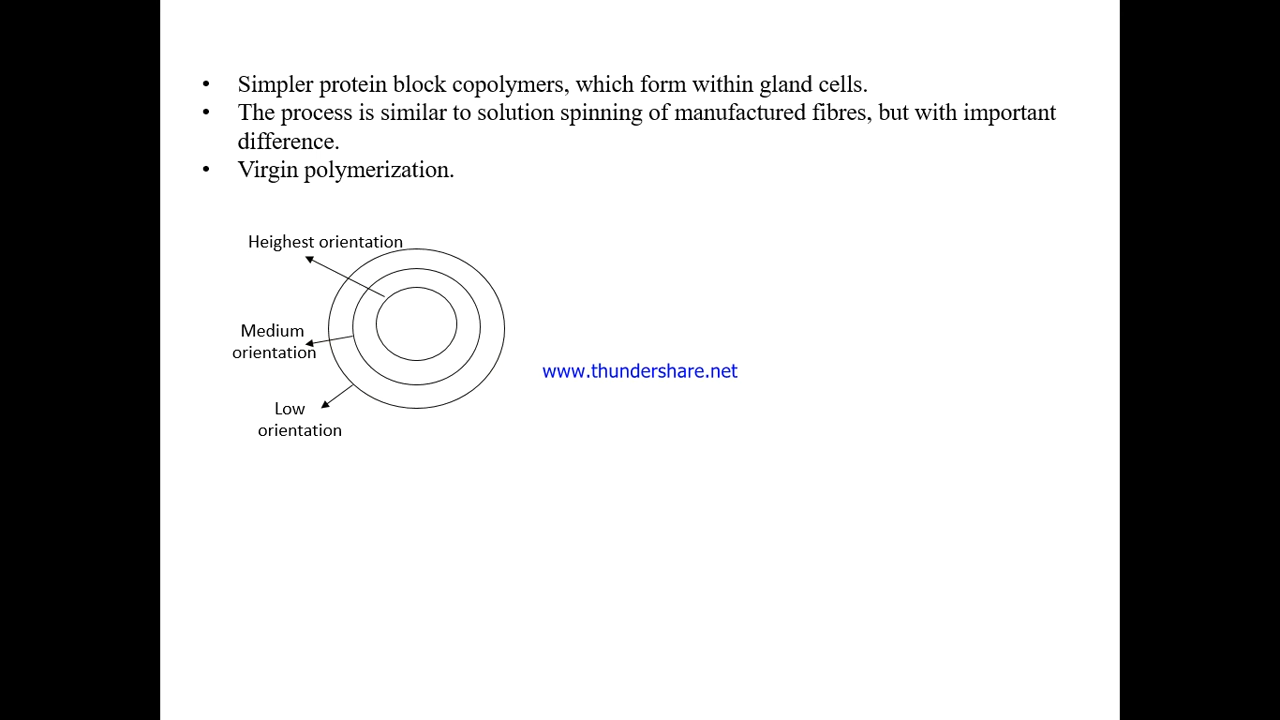 • Simpler protein block copolymers, which form within gland cells.
• The process is similar to solution spinning of manufactured fibres, but with important
difference.
• Virgin polymerization.
Heighest orientation
Medium
orientation
www.thundershare.net
Low
orientation